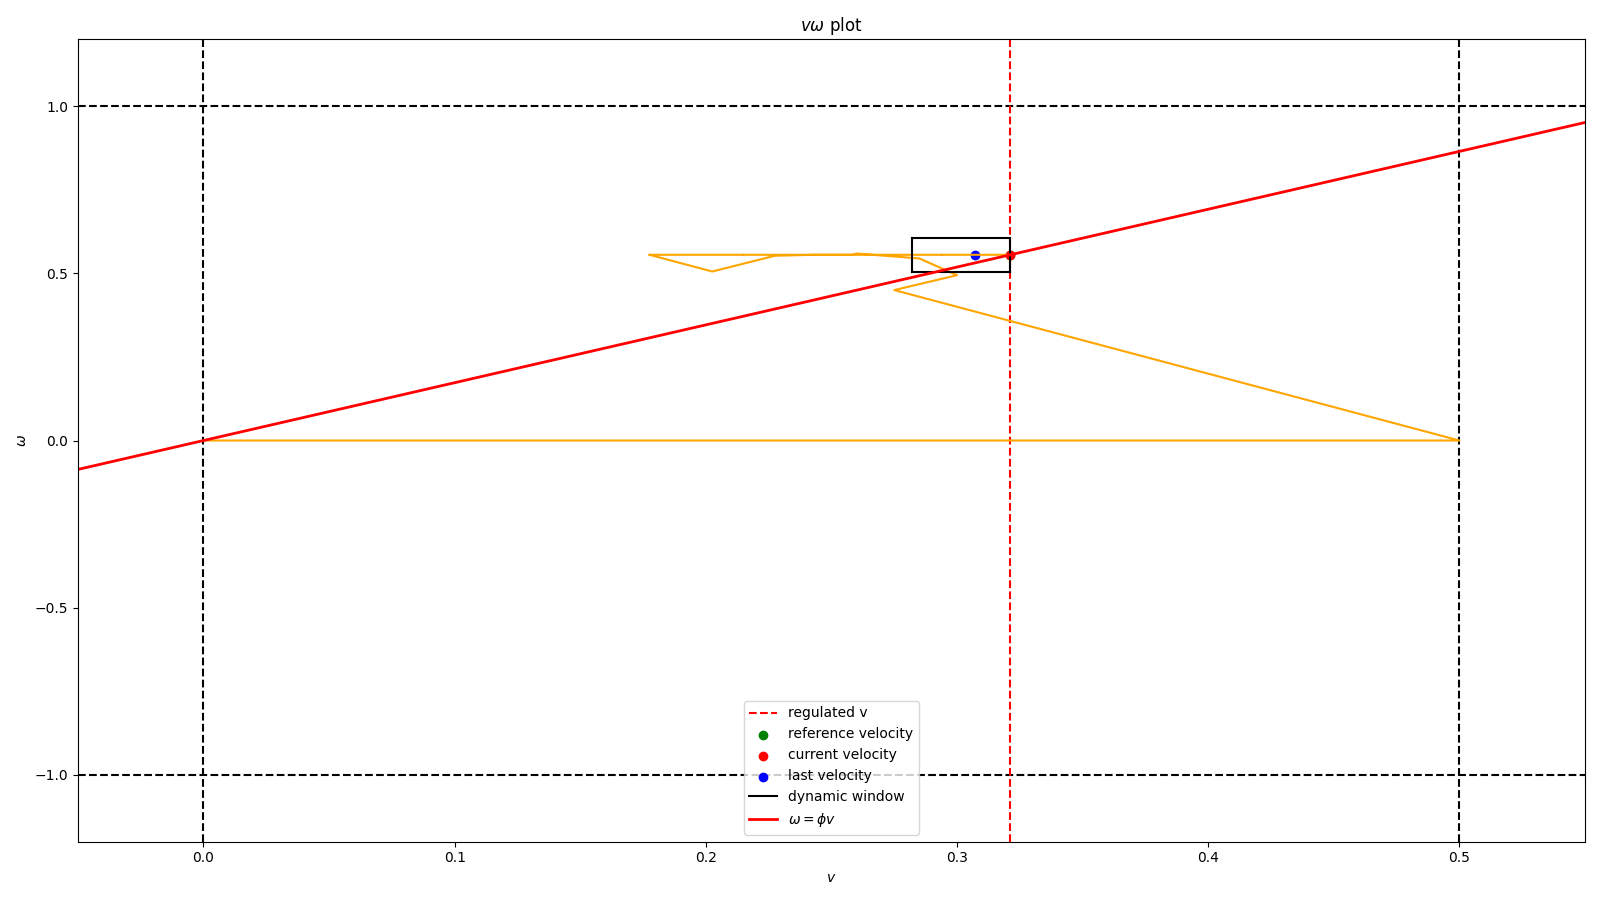 vω plot
1.0
0.5
0.0
−0.5
−1.0
ω
regulated v
reference velocity
current velocity
last velocity
dynamic window
ω = ϕv
0.0 0.1 0.2 0.3 0.4 0.5
v